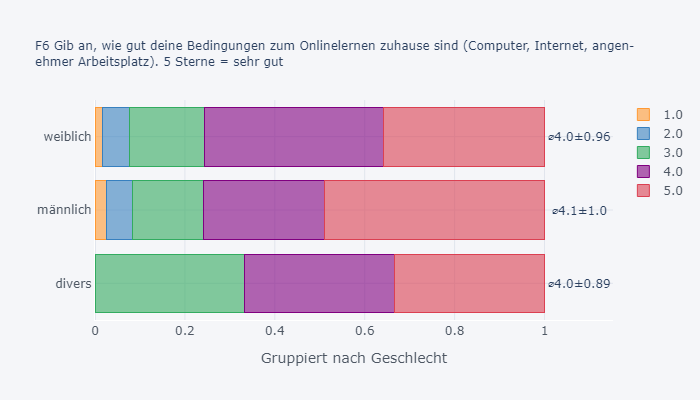 F6 Gib an, wie gut deine Bedingungen zum Onlinelernen zuhause sind (Computer, Internet, angen-
ehmer Arbeitsplatz). 5 Sterne = sehr gut
weiblich
⌀4.0±0.96
männlich
⌀4.1±1.0
divers
⌀4.0±0.89
0
0.2
0.4
0.6
0.8
1
Gruppiert nach Geschlecht
1.0
2.0
3.0
4.0
5.0